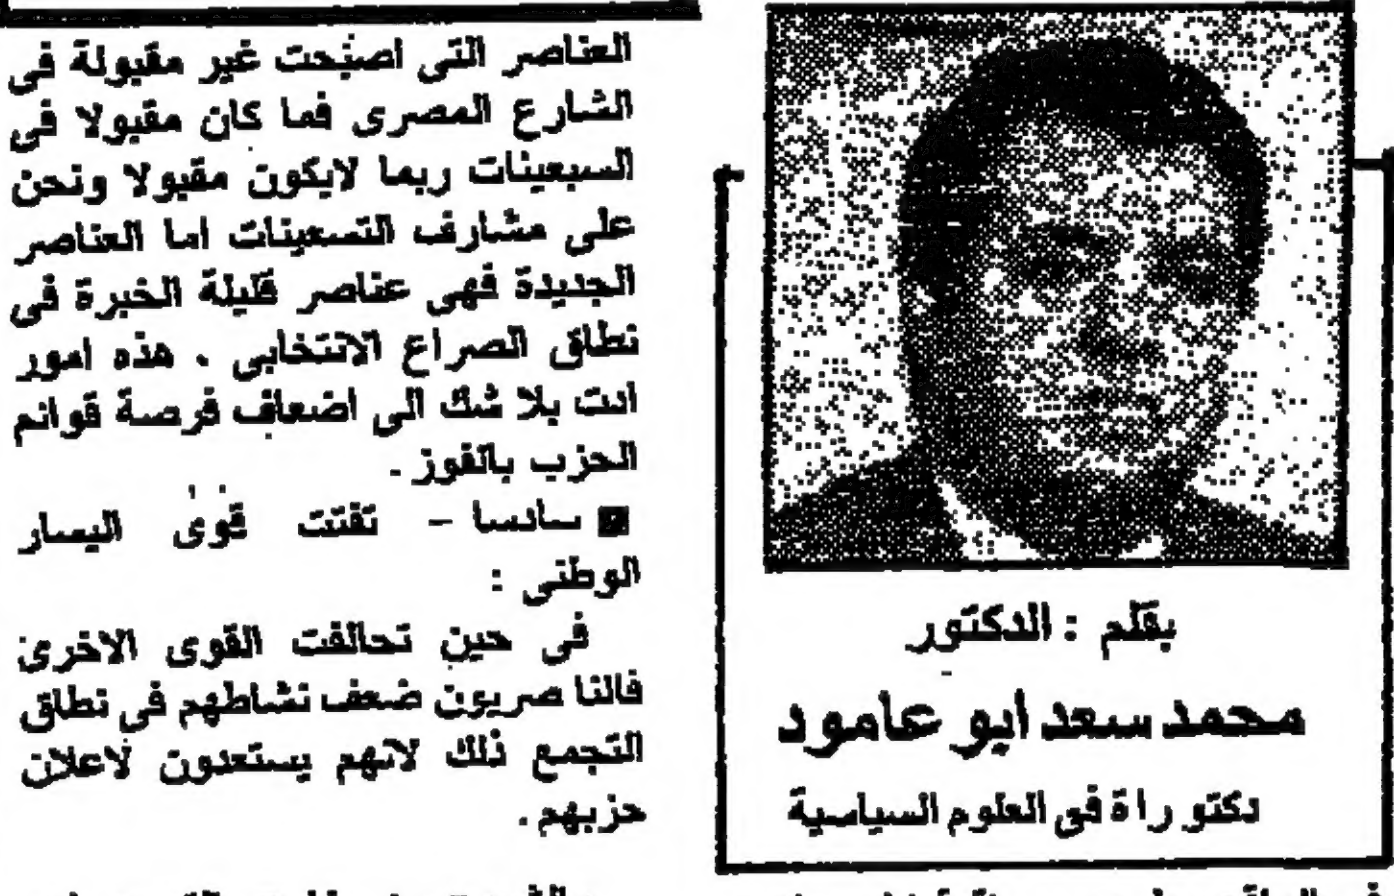 بقلم : الدكتور
محمد سعد ابو عامود
دكتوراة فى العلوم السياسية
العناصر التى اصبحت غير مقبولة فى
الشارع المصرى فما كان مقبولا فى
السبعينات ربما لايكون مقبولا ونحن
على مشارف التسعينات اما العناصر
الجديدة فهى عناصر قليلة الخبرة فى
نطاق الصراع الانتخابى . هذه امور
ادت بلا شك الى اضعاف فرصة قوائم
الحزب بالفوز .
■ سادسا - تفتت قوى اليسار
الوطنى :
فى حين تحالفت القوى الاخرى
فالناصريون ضعف نشاطهم فى نطاق
التجمع ذلك لانهم يستعدون لاعلان
حزبهم .